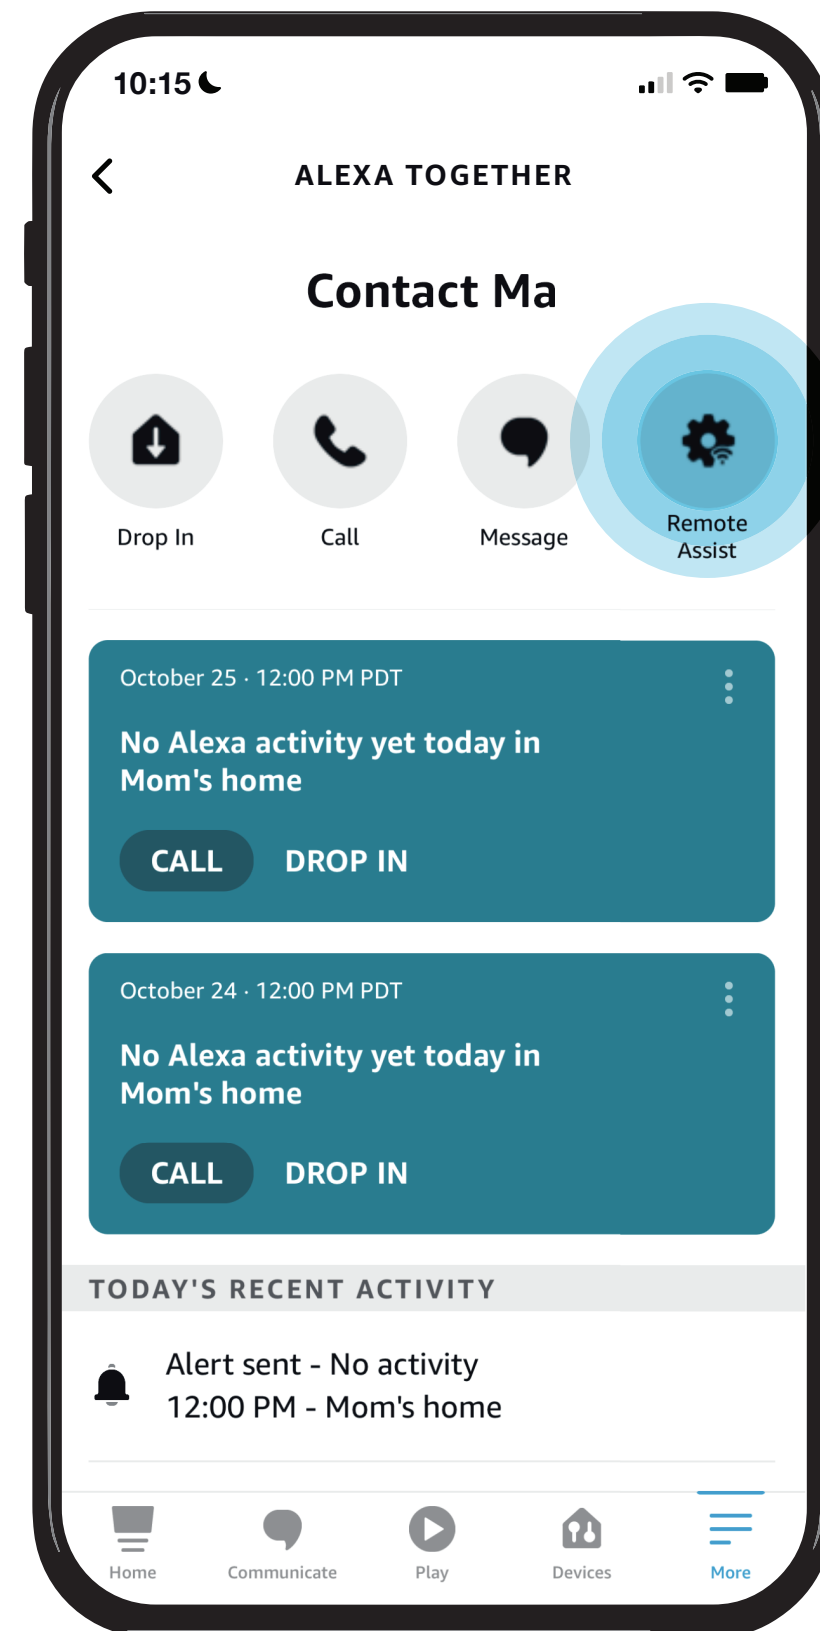 10:15
ALEXA TOGETHER
Contact Ma
Drop In
Call
Message
Remote
Assist
October 25 · 12:00 PM PDT
No Alexa activity yet today in
Mom's home
CALL
DROP IN
October 24 · 12:00 PM PDT
No Alexa activity yet today in
Mom's home
CALL
DROP IN
TODAY'S RECENT ACTIVITY
Alert sent - No activity
12:00 PM - Mom's home
Home
Communicate
Play
Devices
More